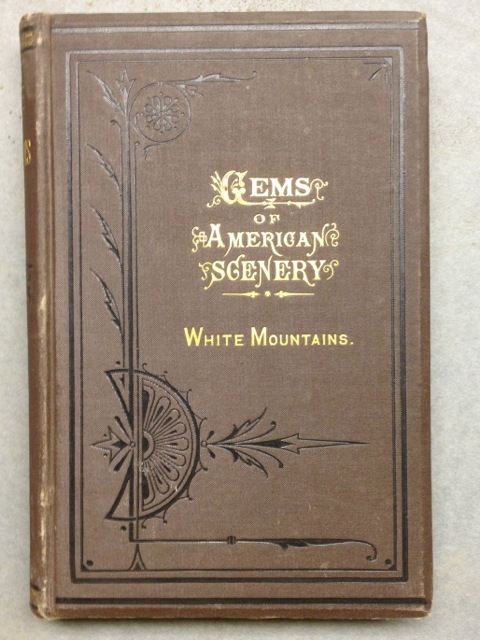 GEMS
OF
AMERICAN
SCENERY
WHITE MOUNTAINS.